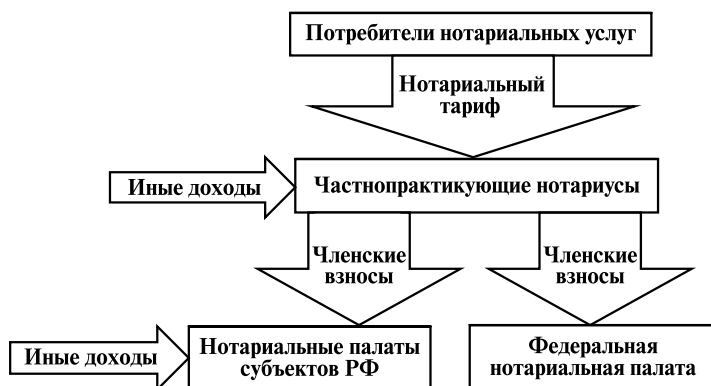 Потребители нотариальных услуг
Нотариальный
тариф
Иные доходы
Частнопрактикующие нотариусы
Членские
взносы
Членские
взносы
Иные доходы
Нотариальные палаты
субъектов РФ
Федеральная
нотариальная палата